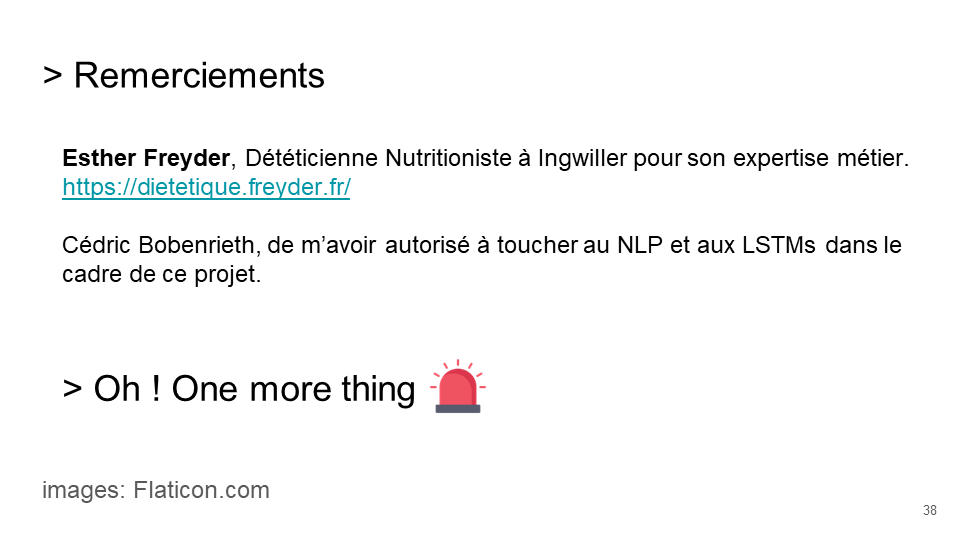 > Remerciements
Esther Freyder, Dététicienne Nutritioniste à Ingwiller pour son expertise métier.
https://dietetique.freyder.fr/
Cédric Bobenrieth, de m’avoir autorisé à toucher au NLP et aux LSTMs dans le
cadre de ce projet.
> Oh ! One more thing
images: Flaticon.com
38